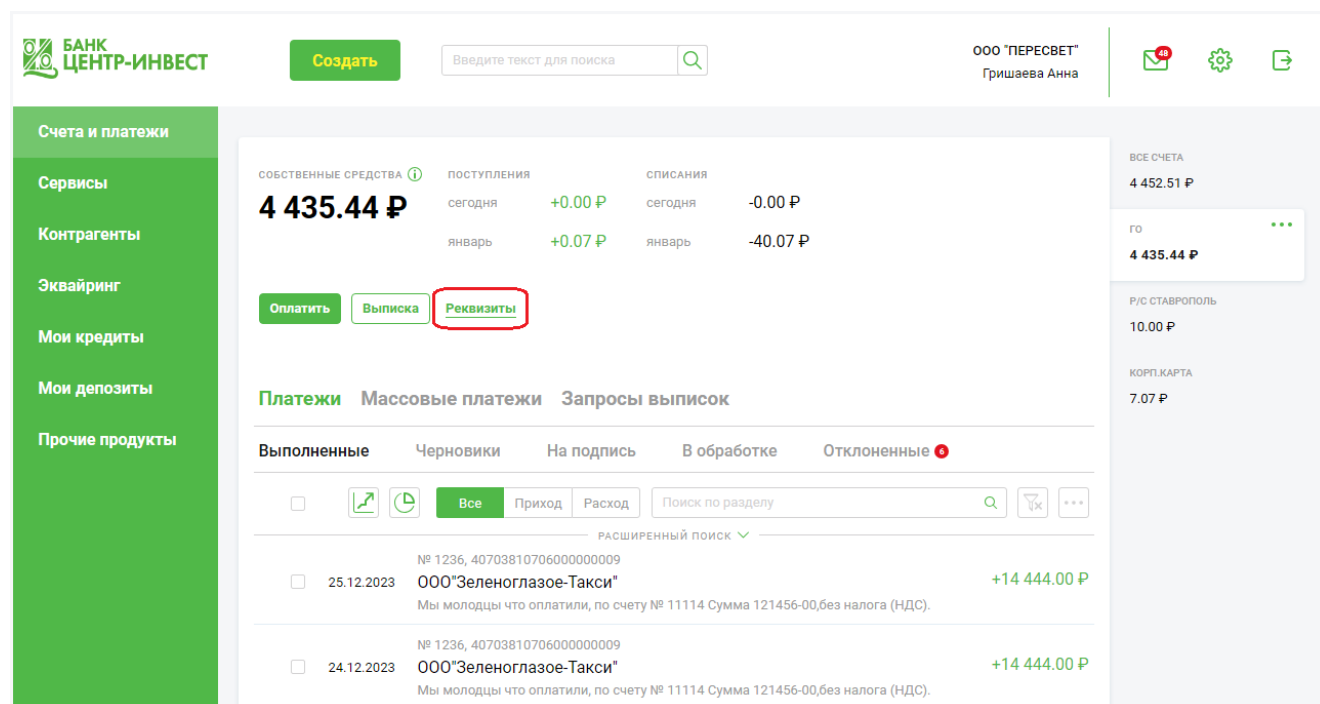 БАНК
ЦЕНТР-ИНВЕСТ
Создать
Введите текст для поиска
ООО "ПЕРЕСВЕТ"
Гришаева Анна
48
Счета и платежи
Сервисы
Контрагенты
Эквайринг
Мои кредиты
Мои депозиты
Прочие продукты
СОБСТВЕННЫЕ СРЕДСТВА i
4 435.44 ₽
ПОСТУПЛЕНИЯ
сегодня +0.00 ₽
январь +0.07 ₽
СПИСАНИЯ
сегодня -0.00 ₽
январь -40.07 ₽
Оплатить Выписка Реквизиты
Платежи Массовые платежи Запросы выписок
Выполненные Черновики На подпись В обработке Отклоненные 6
Все Приход Расход Поиск по разделу
РАСШИРЕННЫЙ ПОИСК
№ 1236, 40703810706000000009
25.12.2023 ООО"Зеленоглазое-Такси" +14 444.00 ₽
Мы молодцы что оплатили, по счету № 11114 Сумма 121456-00,без налога (НДС).
№ 1236, 40703810706000000009
24.12.2023 ООО"Зеленоглазое-Такси" +14 444.00 ₽
Мы молодцы что оплатили, по счету № 11114 Сумма 121456-00,без налога (НДС).
ВСЕ СЧЕТА
4 452.51 ₽
ГО
4 435.44 ₽
Р/С СТАВРОПОЛЬ
10.00 ₽
КОРП.КАРТА
7.07 ₽